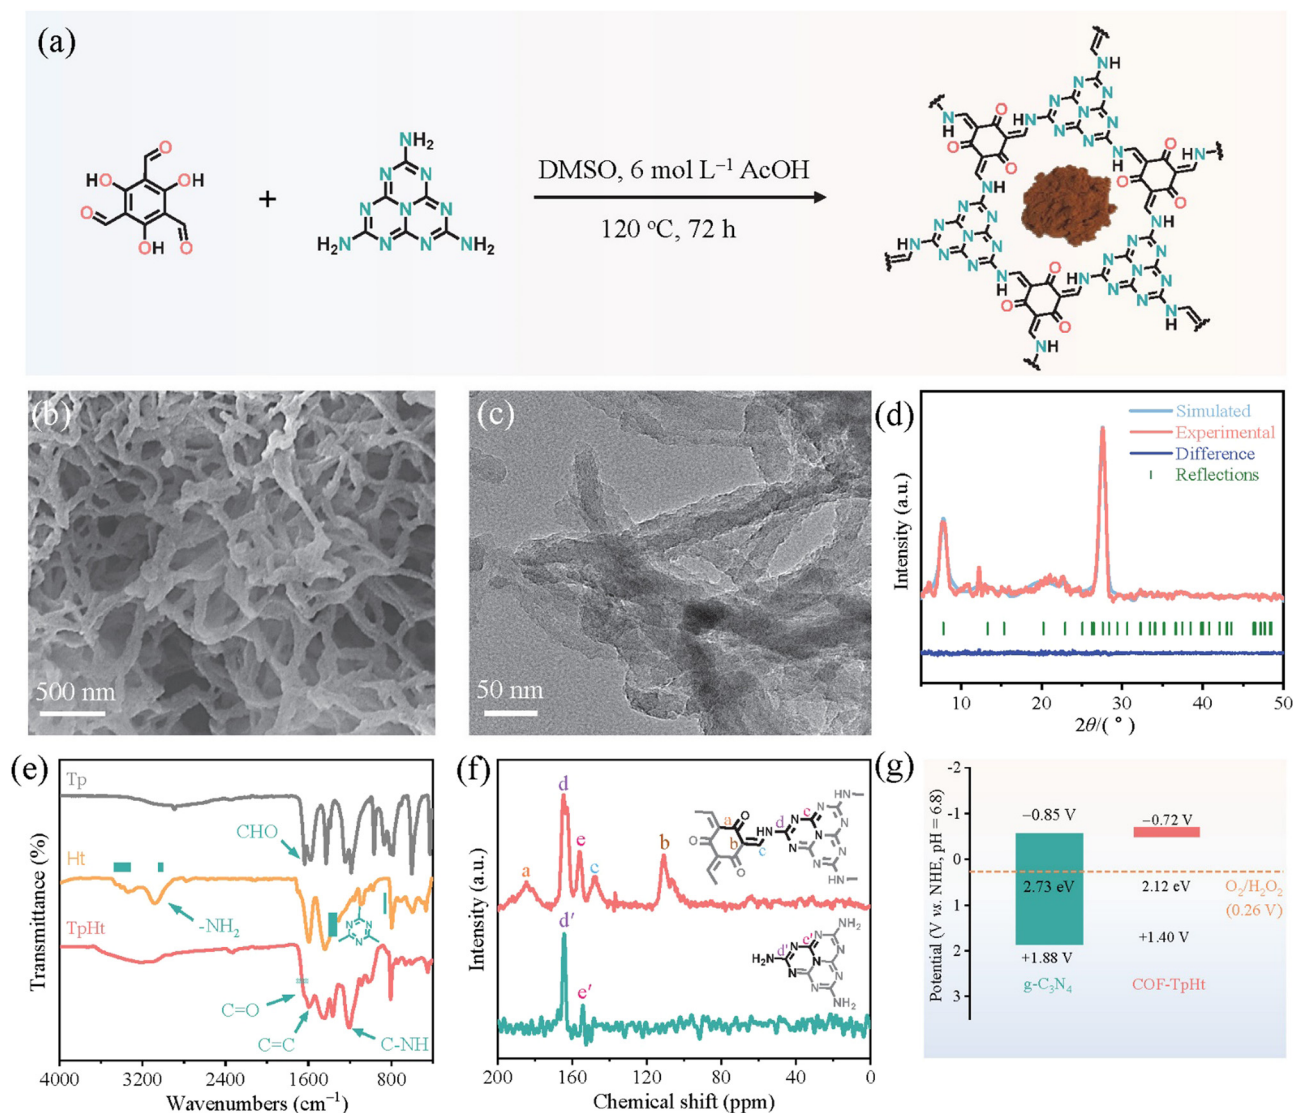 (a)
O
HO
OH
O
OH
O
+
NH2
N N
N N N
N N
H2N N NH2
DMSO, 6 mol L−1 AcOH
120 oC, 72 h
(b)
500 nm
(c)
50 nm
(d)
Simulated
Experimental
Difference
Reflections
Intensity (a.u.)
10 20 30 40 50
2θ/(°)
(e)
Tp
CHO
Ht
-NH2
TpHt
C=O
C=C
C-NH
Transmittance (%)
4000 3200 1600 800
Wavenumbers (cm−1)
(f)
d
e
c
b
a
d′
e′
a
b
c
d
HN
e
H2N
d′
c′
NH2
NH2
Intensity (a.u.)
200 160 120 80 40 0
Chemical shift (ppm)
(g)
Potential (V vs. NHE, pH = 6.8)
-2
-1
0
1
2
3
−0.85 V
−0.72 V
2.73 eV
2.12 eV
O2/H2O2
(0.26 V)
+1.40 V
+1.88 V
g-C3N4
COF-TpHt